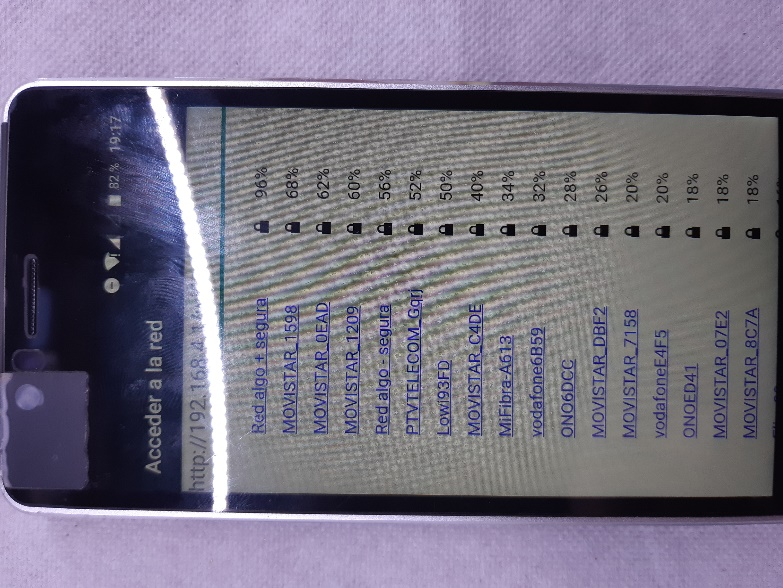 82 % 19:17
Acceder a la red
http://192.168.4.1/
Red algo + segura 96%
MOVISTAR_1598 68%
MOVISTAR_0EAD 62%
MOVISTAR_1209 60%
Red algo - segura 56%
PTVTELECOM_Gqrj 52%
Lowi93FD 50%
MOVISTAR_C4DE 40%
MiFibra-A613 34%
vodafone6B59 32%
ONO6DCC 28%
MOVISTAR_DBF2 26%
MOVISTAR_7158 20%
vodafoneE4F5 20%
ONOED41 18%
MOVISTAR_07E2 18%
MOVISTAR_8C7A 18%